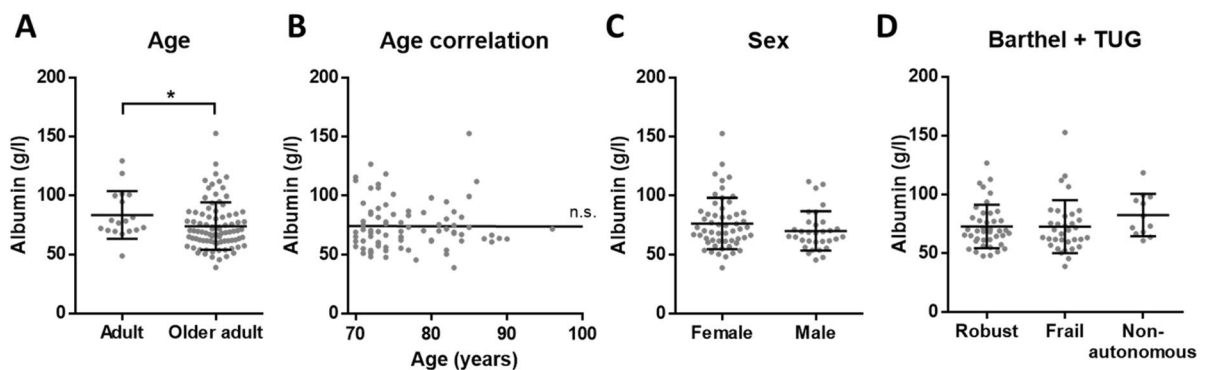 A
Age
Albumin (g/l)
200
150
100
50
0
*
Adult
Older adult
B
Age correlation
Albumin (g/l)
200
150
100
50
0
n.s.
70
80
90
100
Age (years)
C
Sex
Albumin (g/l)
200
150
100
50
0
Female
Male
D
Barthel + TUG
Albumin (g/l)
200
150
100
50
0
Robust
Frail
Non-
autonomous